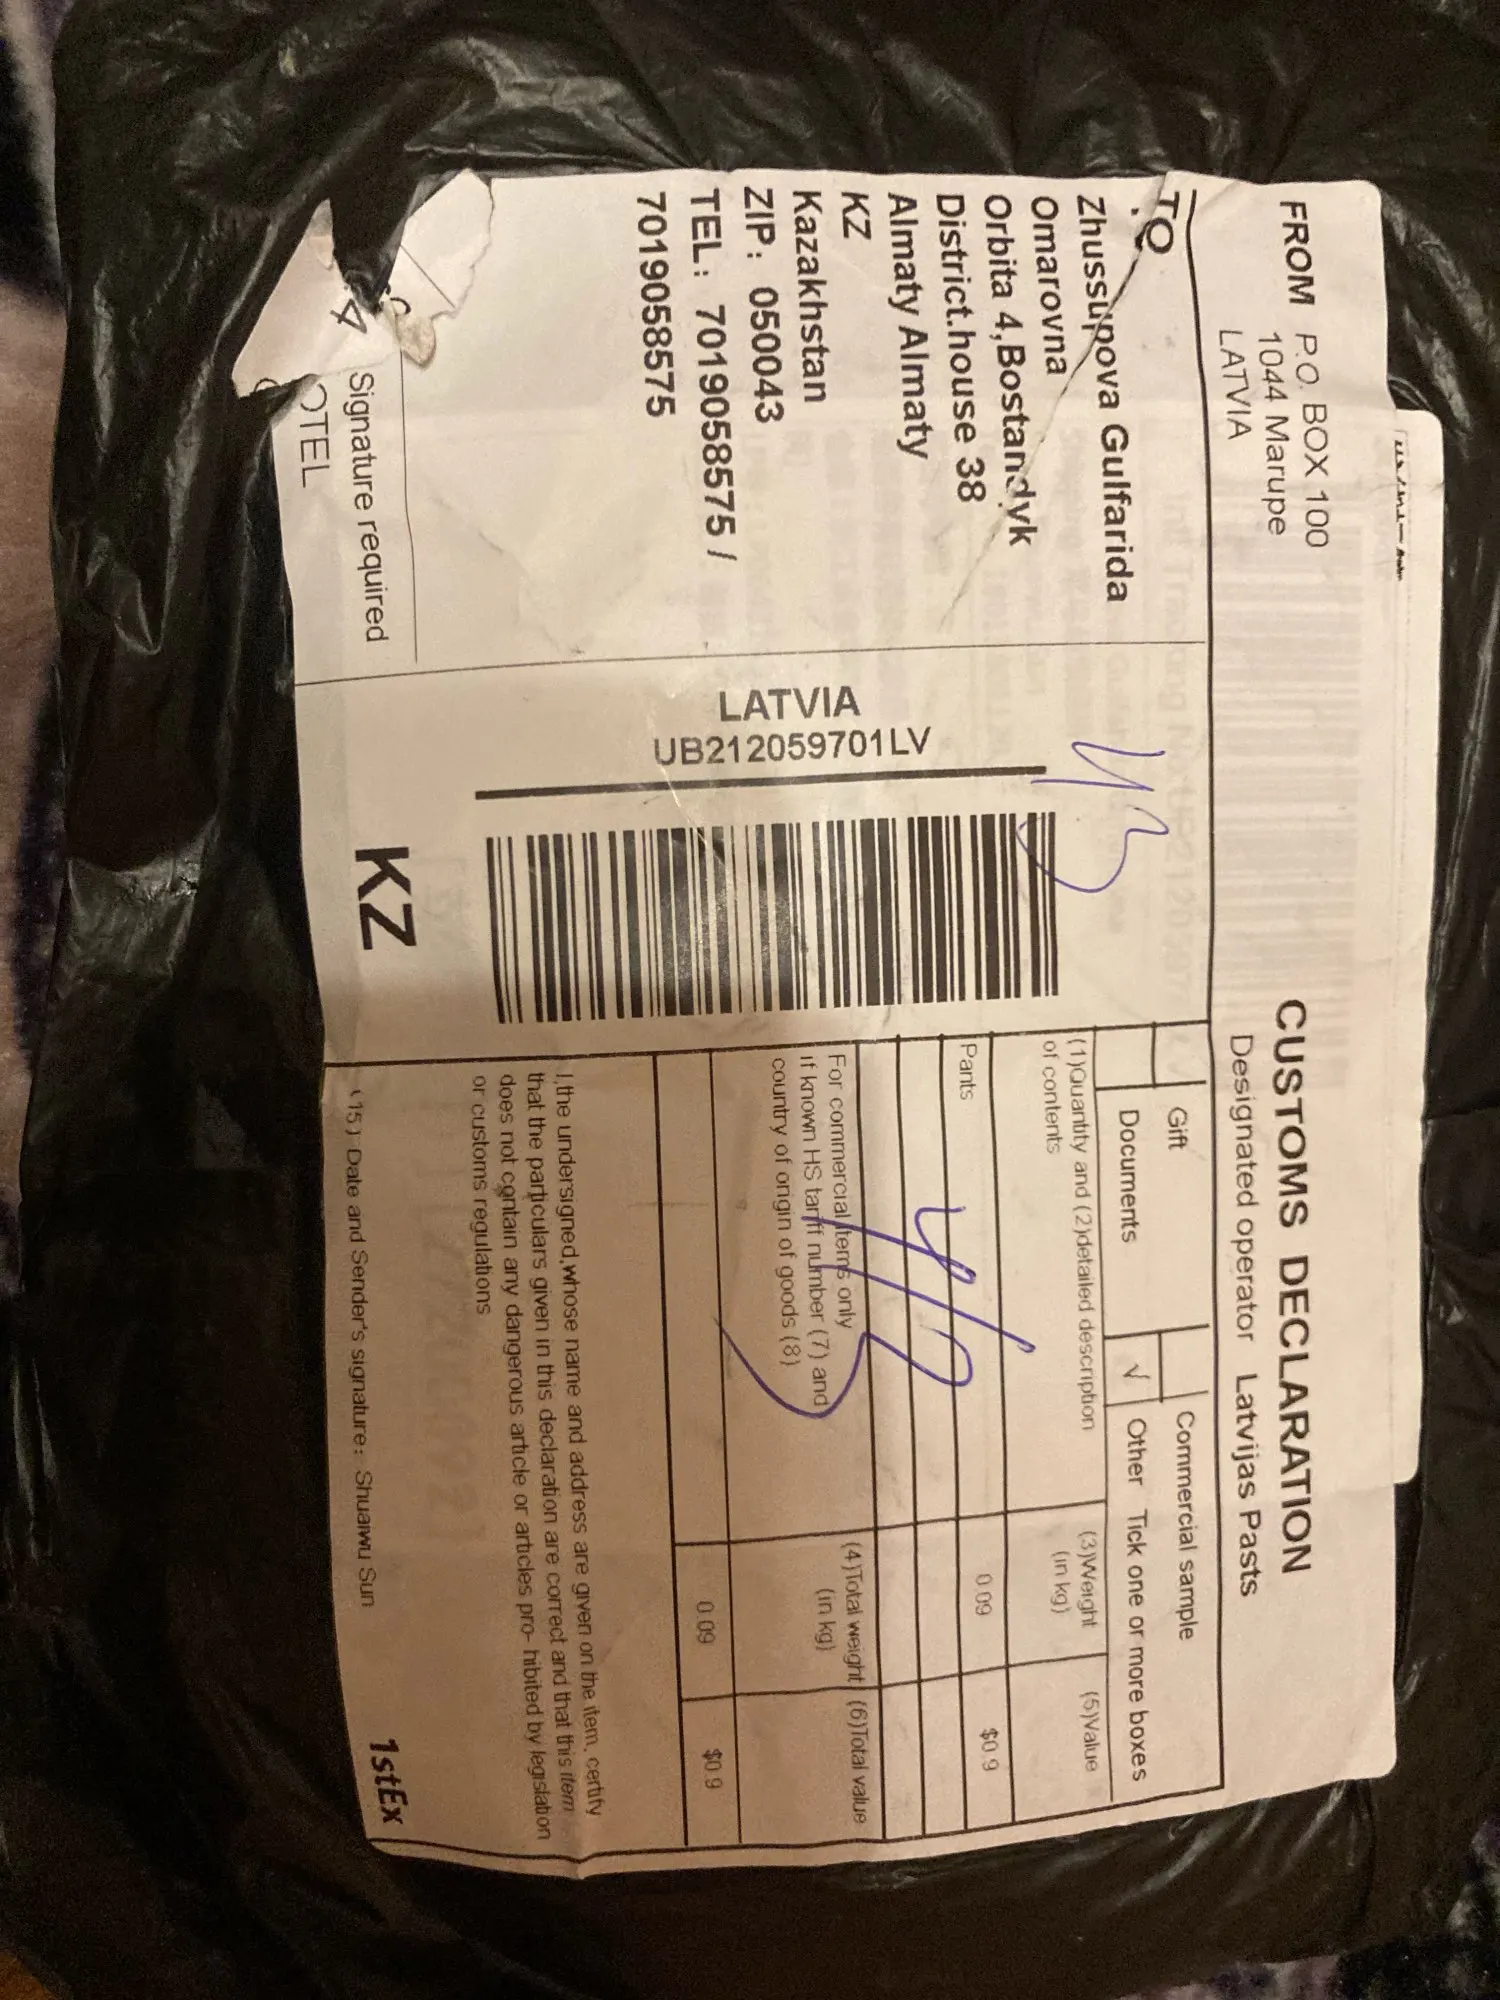 FROM P.O. BOX 100
1044 Marupe
LATVIA
CUSTOMS DECLARATION
Designated operator Latvijas Pasts
TO
Zhussupova Gulfarida
Omarovna
Orbita 4,Bostandyk
District.house 38
Almaty Almaty
KZ
Kazakhstan
ZIP: 050043
TEL: 7019058575 /
7019058575
Signature required
OTEL
LATVIA
UB212059701LV
KZ
43
Gift
Commercial sample
Documents
√ Other Tick one or more boxes
(1)Quantity and (2)detailed description
of contents
(3)Weight
(in kg)
(5)Value
Pants
0.09
$0.9
For commercial items only
if known HS tariff number (7) and
country of origin of goods (8)
(4)Total weight
(in kg)
(6)Total value
0.09
$0.9
I,the undersigned,whose name and address are given on the item, certify
that the particulars given in this declaration are correct and that this item
does not contain any dangerous article or articles pro- hibited by legislation
or customs regulations
(15) Date and Sender's signature: Shuaiwu Sun
1stEx